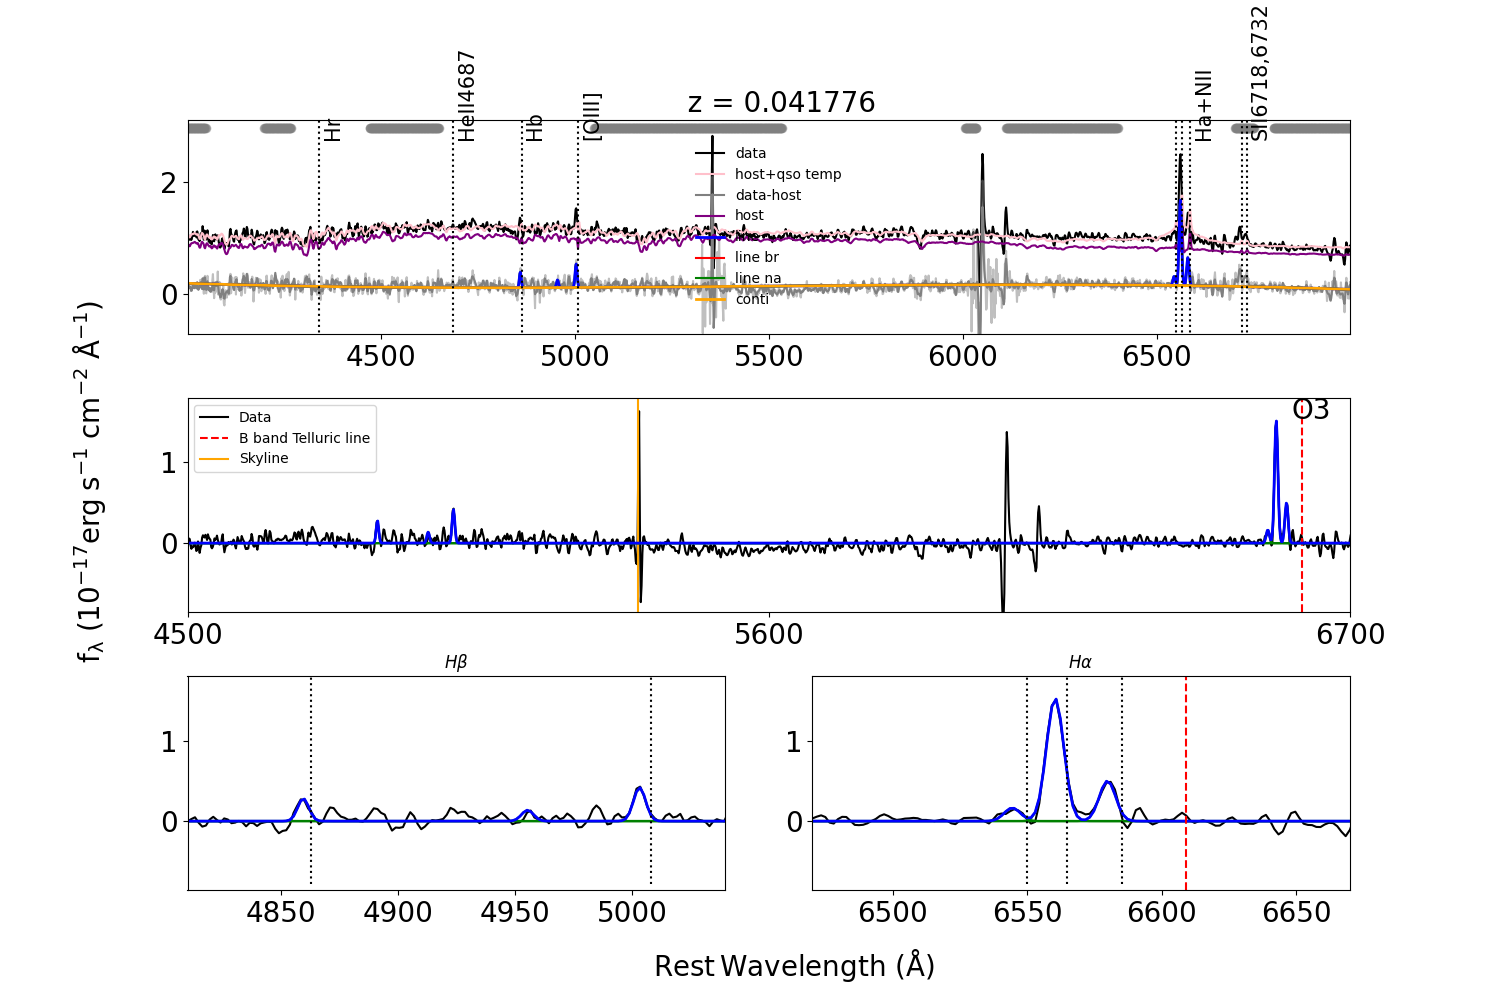 z = 0.041776
Hr
HeII4687
Hb
[OIII]
Ha+NII
SII6718,6732
data
host+qso temp
data-host
host
line br
line na
conti
2
0
4500 5000 5500 6000 6500
Data
B band Telluric line
Skyline
O3
1
0
4500 5600 6700
fλ (10⁻¹⁷erg s⁻¹ cm⁻² Å⁻¹)
Hβ
1
0
4850 4900 4950 5000
Hα
1
0
6500 6550 6600 6650
Rest Wavelength (Å)